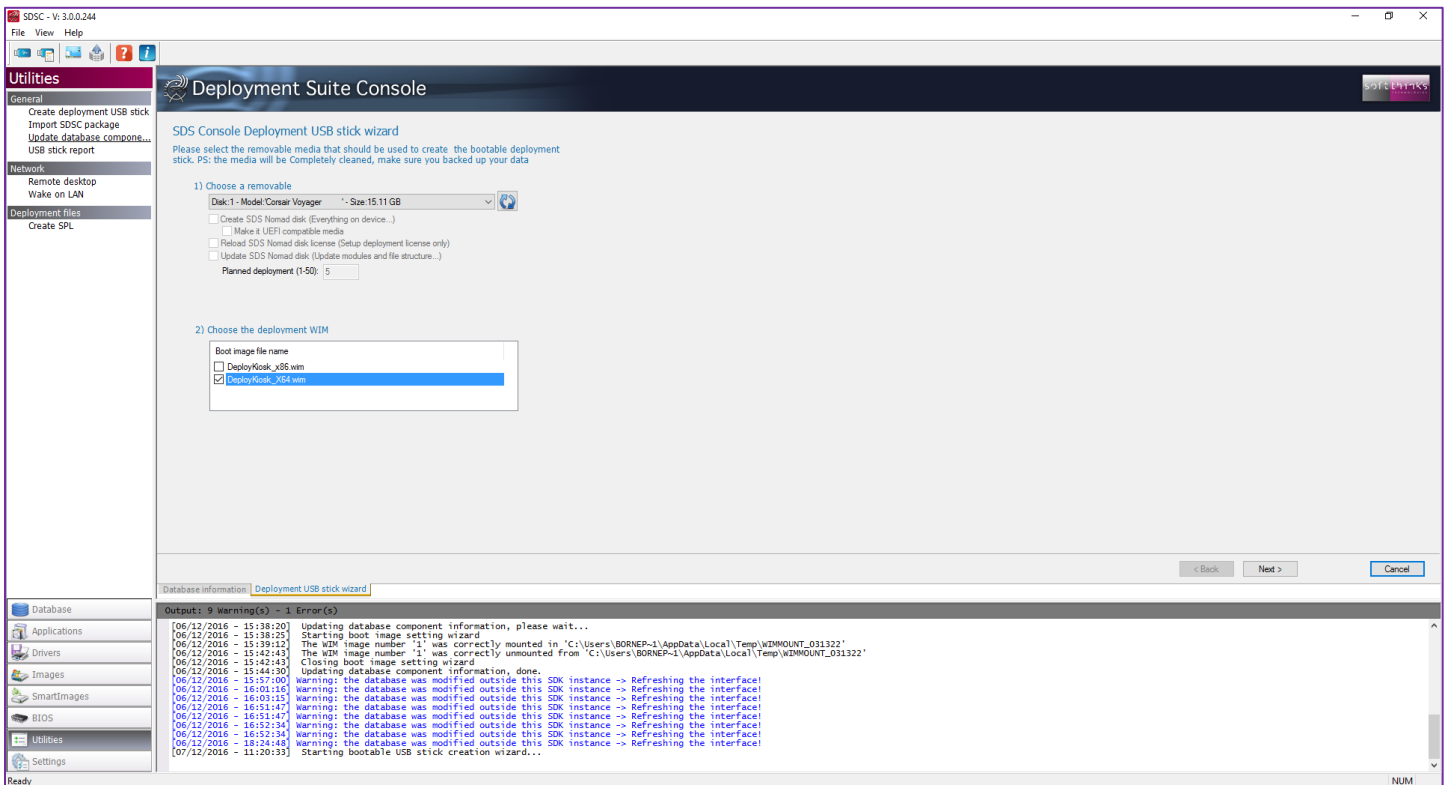 SDSC - V: 3.0.0.244
File View Help
Utilities
General
Create deployment USB stick
Import SDSC package
Update database compone...
USB stick report
Network
Remote desktop
Wake on LAN
Deployment files
Create SPL
Deployment Suite Console
softthinks
SDS Console Deployment USB stick wizard
Please select the removable media that should be used to create the bootable deployment
stick. PS: the media will be Completely cleaned, make sure you backed up your data
1) Choose a removable
Disk:1 - Model:'Corsair Voyager ' - Size:15.11 GB
Create SDS Nomad disk (Everything on device...)
Make it UEFI compatible media
Reload SDS Nomad disk license (Setup deployment license only)
Update SDS Nomad disk (Update modules and file structure...)
Planned deployment (1-50): 5
2) Choose the deployment WIM
Boot image file name
DeployKiosk_x86.wim
DeployKiosk_X64.wim
< Back Next > Cancel
Database information Deployment USB stick wizard
Database
Applications
Drivers
Images
SmartImages
BIOS
Utilities
Settings
Output: 9 Warning(s) - 1 Error(s)
[06/12/2016 - 15:38:20] Updating database component information, please wait...
[06/12/2016 - 15:38:25] Starting boot image setting wizard
[06/12/2016 - 15:39:12] The WIM image number '1' was correctly mounted in 'C:\Users\BORNEP~1\AppData\Local\Temp\WIMMOUNT_031322'
[06/12/2016 - 15:42:43] The WIM image number '1' was correctly unmounted from 'C:\Users\BORNEP~1\AppData\Local\Temp\WIMMOUNT_031322'
[06/12/2016 - 15:42:43] Closing boot image setting wizard
[06/12/2016 - 15:44:30] Updating database component information, done.
[06/12/2016 - 15:57:00] Warning: the database was modified outside this SDK instance -> Refreshing the interface!
[06/12/2016 - 16:01:16] Warning: the database was modified outside this SDK instance -> Refreshing the interface!
[06/12/2016 - 16:03:15] Warning: the database was modified outside this SDK instance -> Refreshing the interface!
[06/12/2016 - 16:51:47] Warning: the database was modified outside this SDK instance -> Refreshing the interface!
[06/12/2016 - 16:51:47] Warning: the database was modified outside this SDK instance -> Refreshing the interface!
[06/12/2016 - 16:52:34] Warning: the database was modified outside this SDK instance -> Refreshing the interface!
[06/12/2016 - 16:52:34] Warning: the database was modified outside this SDK instance -> Refreshing the interface!
[06/12/2016 - 18:24:48] Warning: the database was modified outside this SDK instance -> Refreshing the interface!
[07/12/2016 - 11:20:33] Starting bootable USB stick creation wizard...
Ready
NUM